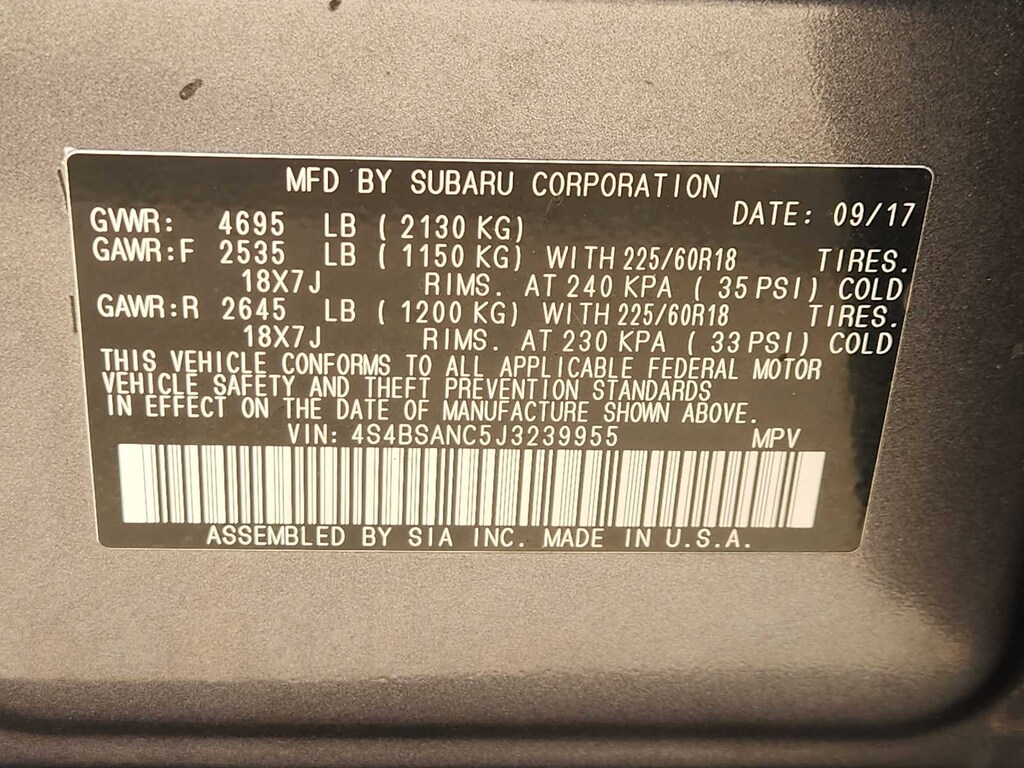 MFD BY SUBARU CORPORATION
GVWR: 4695 LB ( 2130 KG) DATE: 09/17
GAWR:F 2535 LB ( 1150 KG) WITH 225/60R18 TIRES.
18X7J RIMS. AT 240 KPA ( 35 PSI) COLD
GAWR:R 2645 LB ( 1200 KG) WITH 225/60R18 TIRES.
18X7J RIMS. AT 230 KPA ( 33 PSI) COLD
THIS VEHICLE CONFORMS TO ALL APPLICABLE FEDERAL MOTOR
VEHICLE SAFETY AND THEFT PREVENTION STANDARDS
IN EFFECT ON THE DATE OF MANUFACTURE SHOWN ABOVE.
VIN: 4S4BSANC5J3239955 MPV
ASSEMBLED BY SIA INC. MADE IN U.S.A.